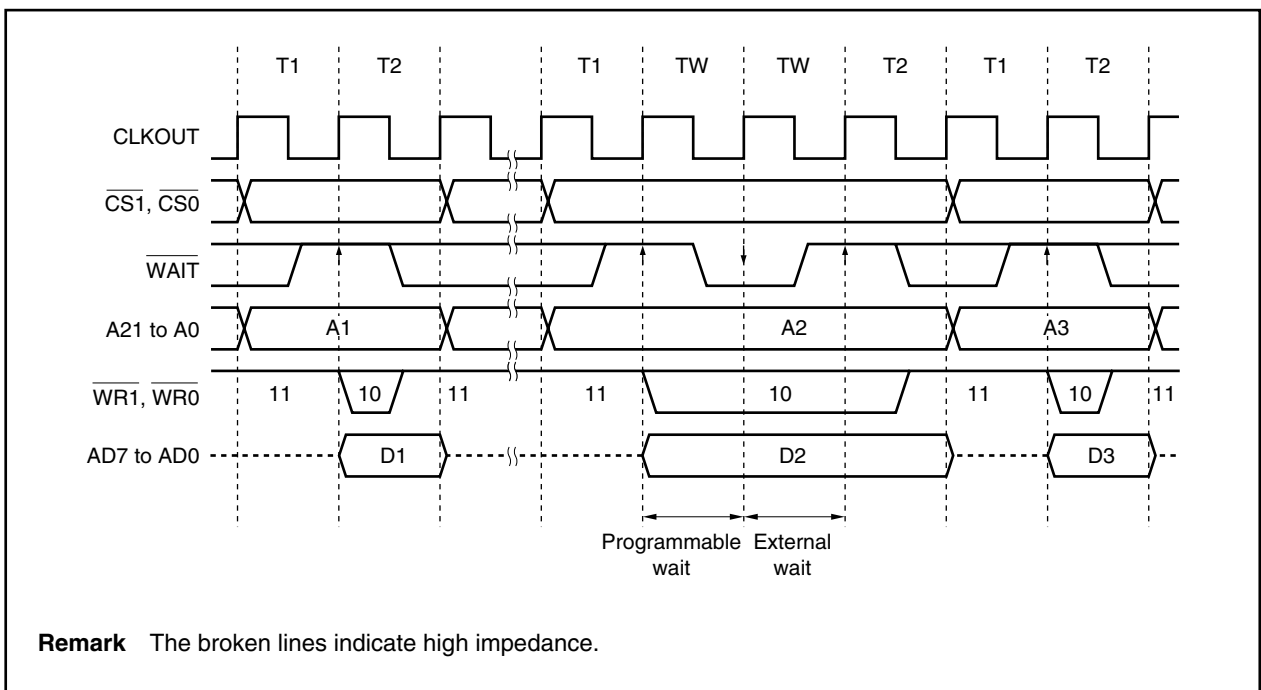 T1 T2 T1 TW TW T2 T1 T2
CLKOUT
CS1, CS0
WAIT
A21 to A0 A1 A2 A3
WR1, WR0 11 10 11 11 10 11 10 11
AD7 to AD0 D1 D2 D3
Programmable wait
External wait
Remark The broken lines indicate high impedance.